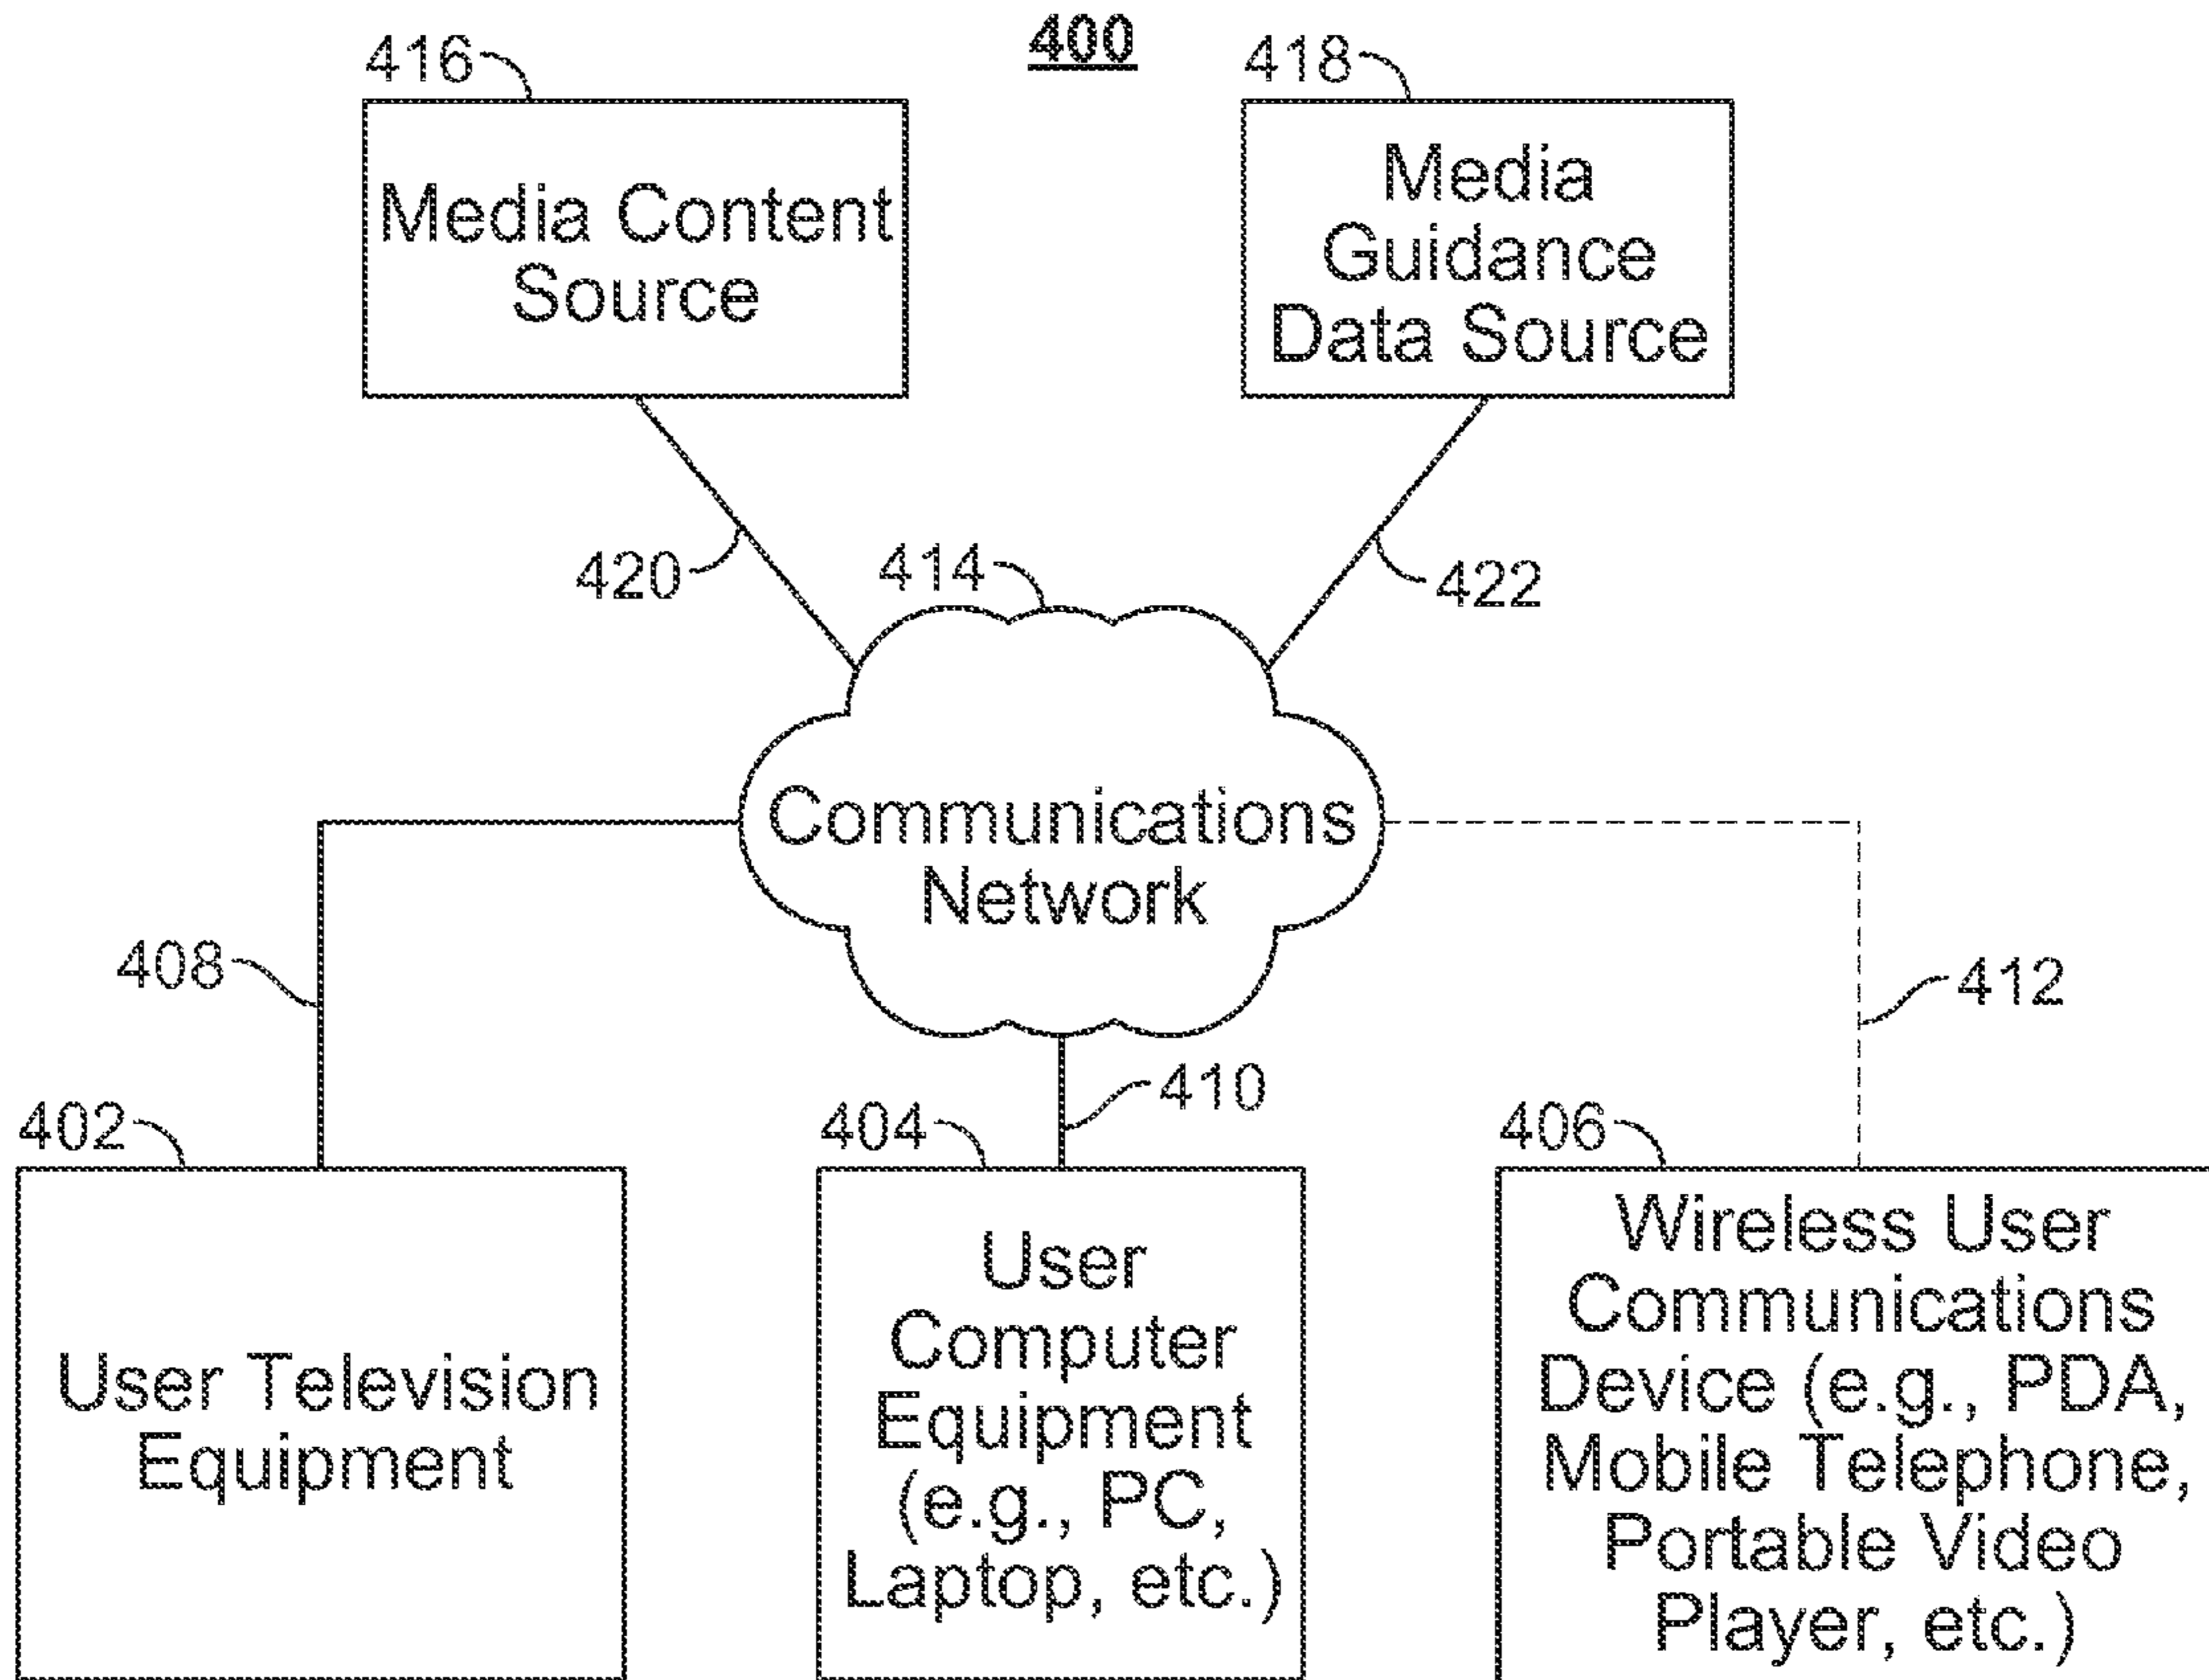 400
416
418
Media Content
Source
Media
Guidance
Data Source
420
414
422
Communications
Network
408
412
410
402
404
406
User Television
Equipment
User
Computer
Equipment
(e.g., PC,
Laptop, etc.)
Wireless User
Communications
Device (e.g., PDA,
Mobile Telephone,
Portable Video
Player, etc.)